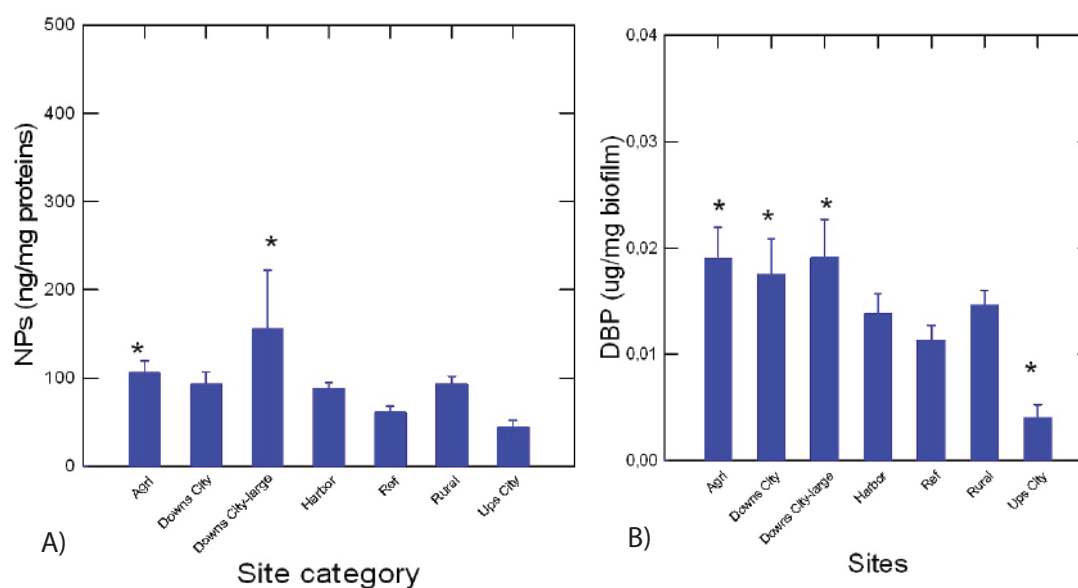 NPs (ng/mg proteins)
500
400
300
200
100
0
*
*
Agri
Downs City
Downs City-large
Harbor
Ref
Rural
Ups City
A)
Site category
DBP (ug/mg biofilm)
0,04
0,03
0,02
0,01
0,00
*
*
*
*
Agri
Downs City
Downs City-large
Harbor
Ref
Rural
Ups City
B)
Sites